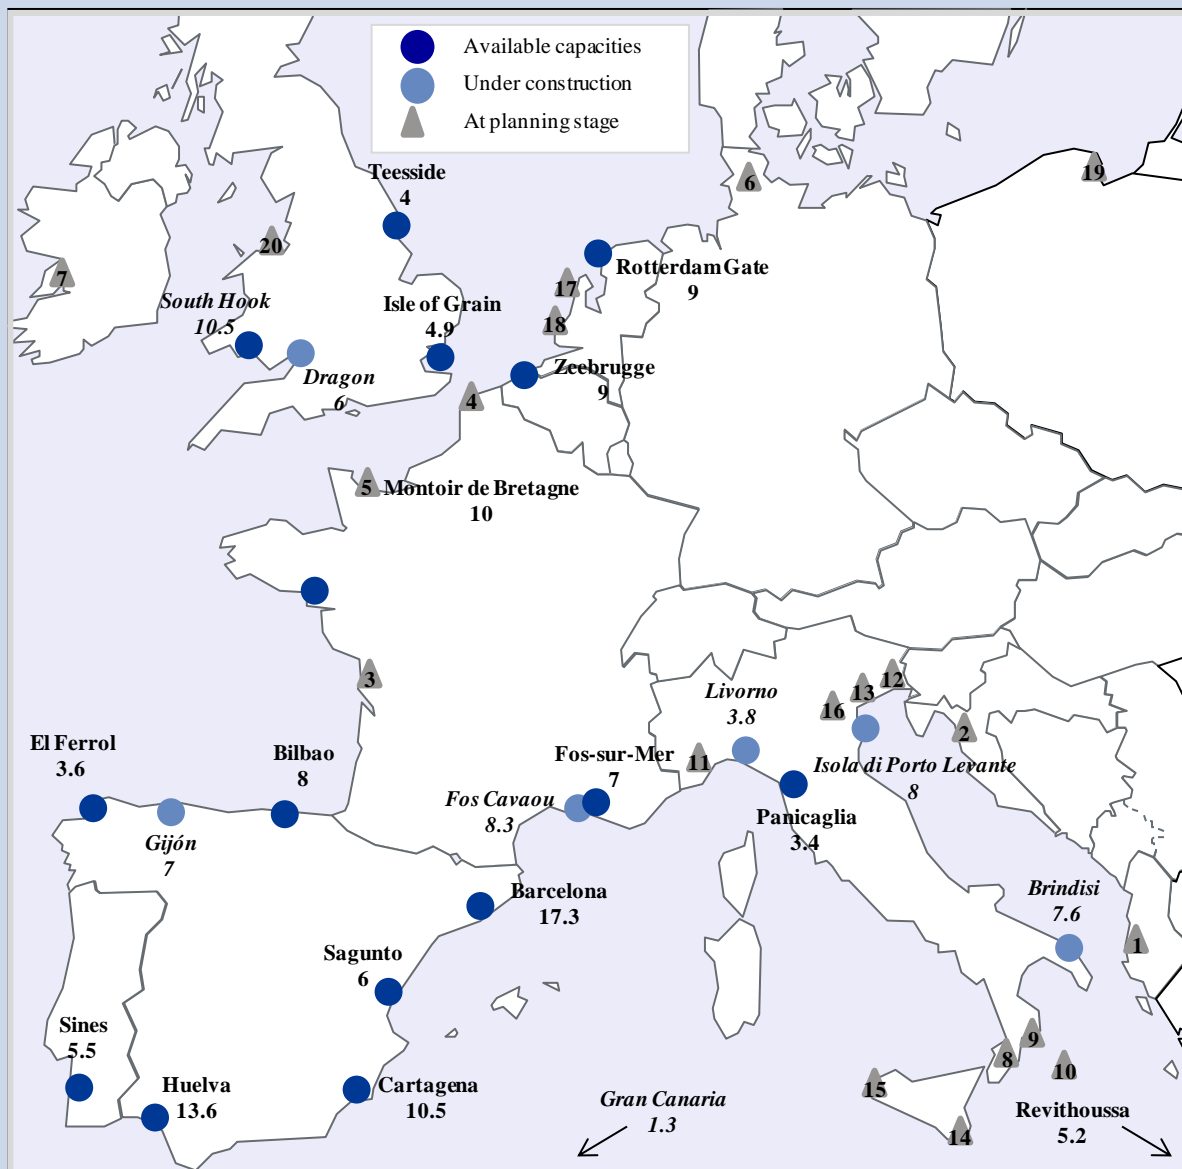 Available capacities
Under construction
At planning stage
Teesside
4
6
19
20
7
Rotterdam Gate
9
17
South Hook
10.5
Isle of Grain
4.9
18
Dragon
6
Zeebrugge
9
4
5
Montoir de Bretagne
10
3
Livorno
3.8
12
13
16
2
El Ferrol
3.6
Bilbao
8
Fos-sur-Mer
7
11
Isola di Porto Levante
8
Fos Cavaou
8.3
Gijón
7
Panicaglia
3.4
Barcelona
17.3
Brindisi
7.6
1
Sagunto
6
Sines
5.5
9
8
10
Huelva
13.6
Cartagena
10.5
15
Gran Canaria
1.3
14
Revithoussa
5.2